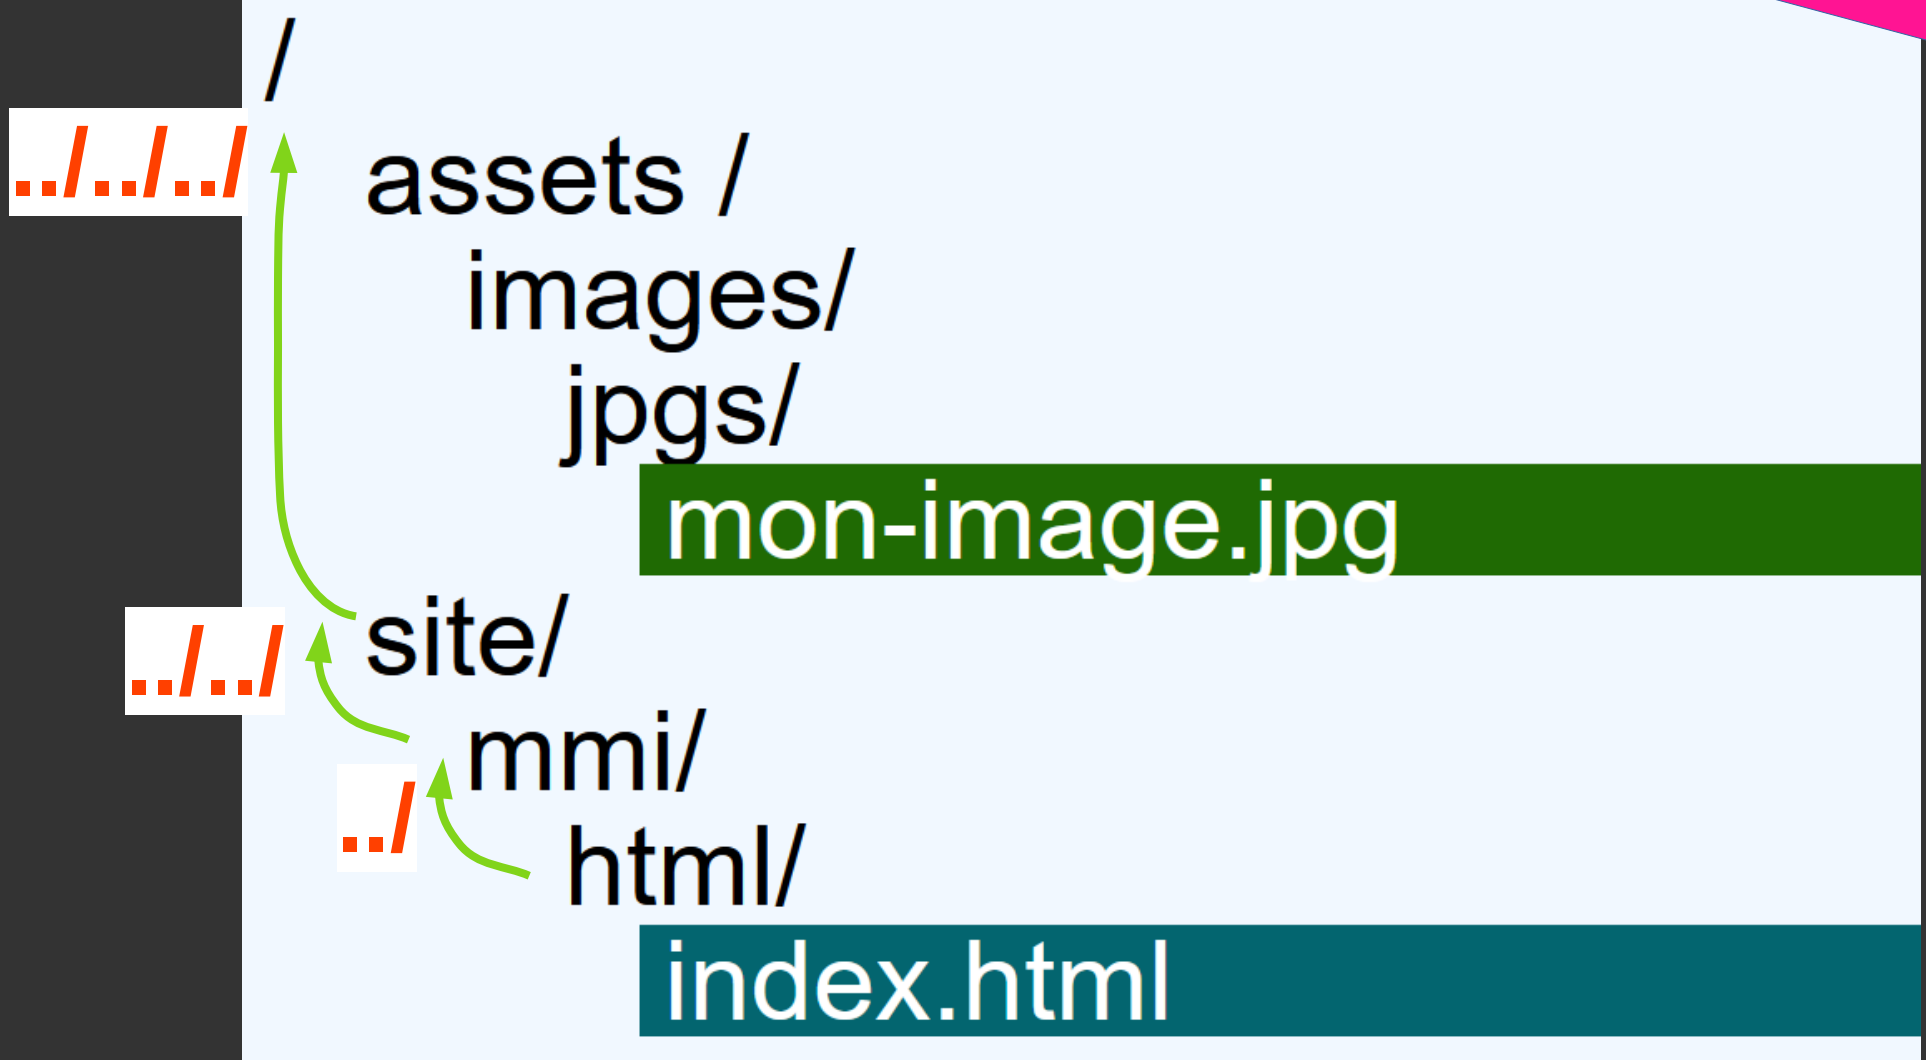 /
../../../
assets /
images/
jpgs/
mon-image.jpg
site/
../../
mmi/
../
html/
index.html